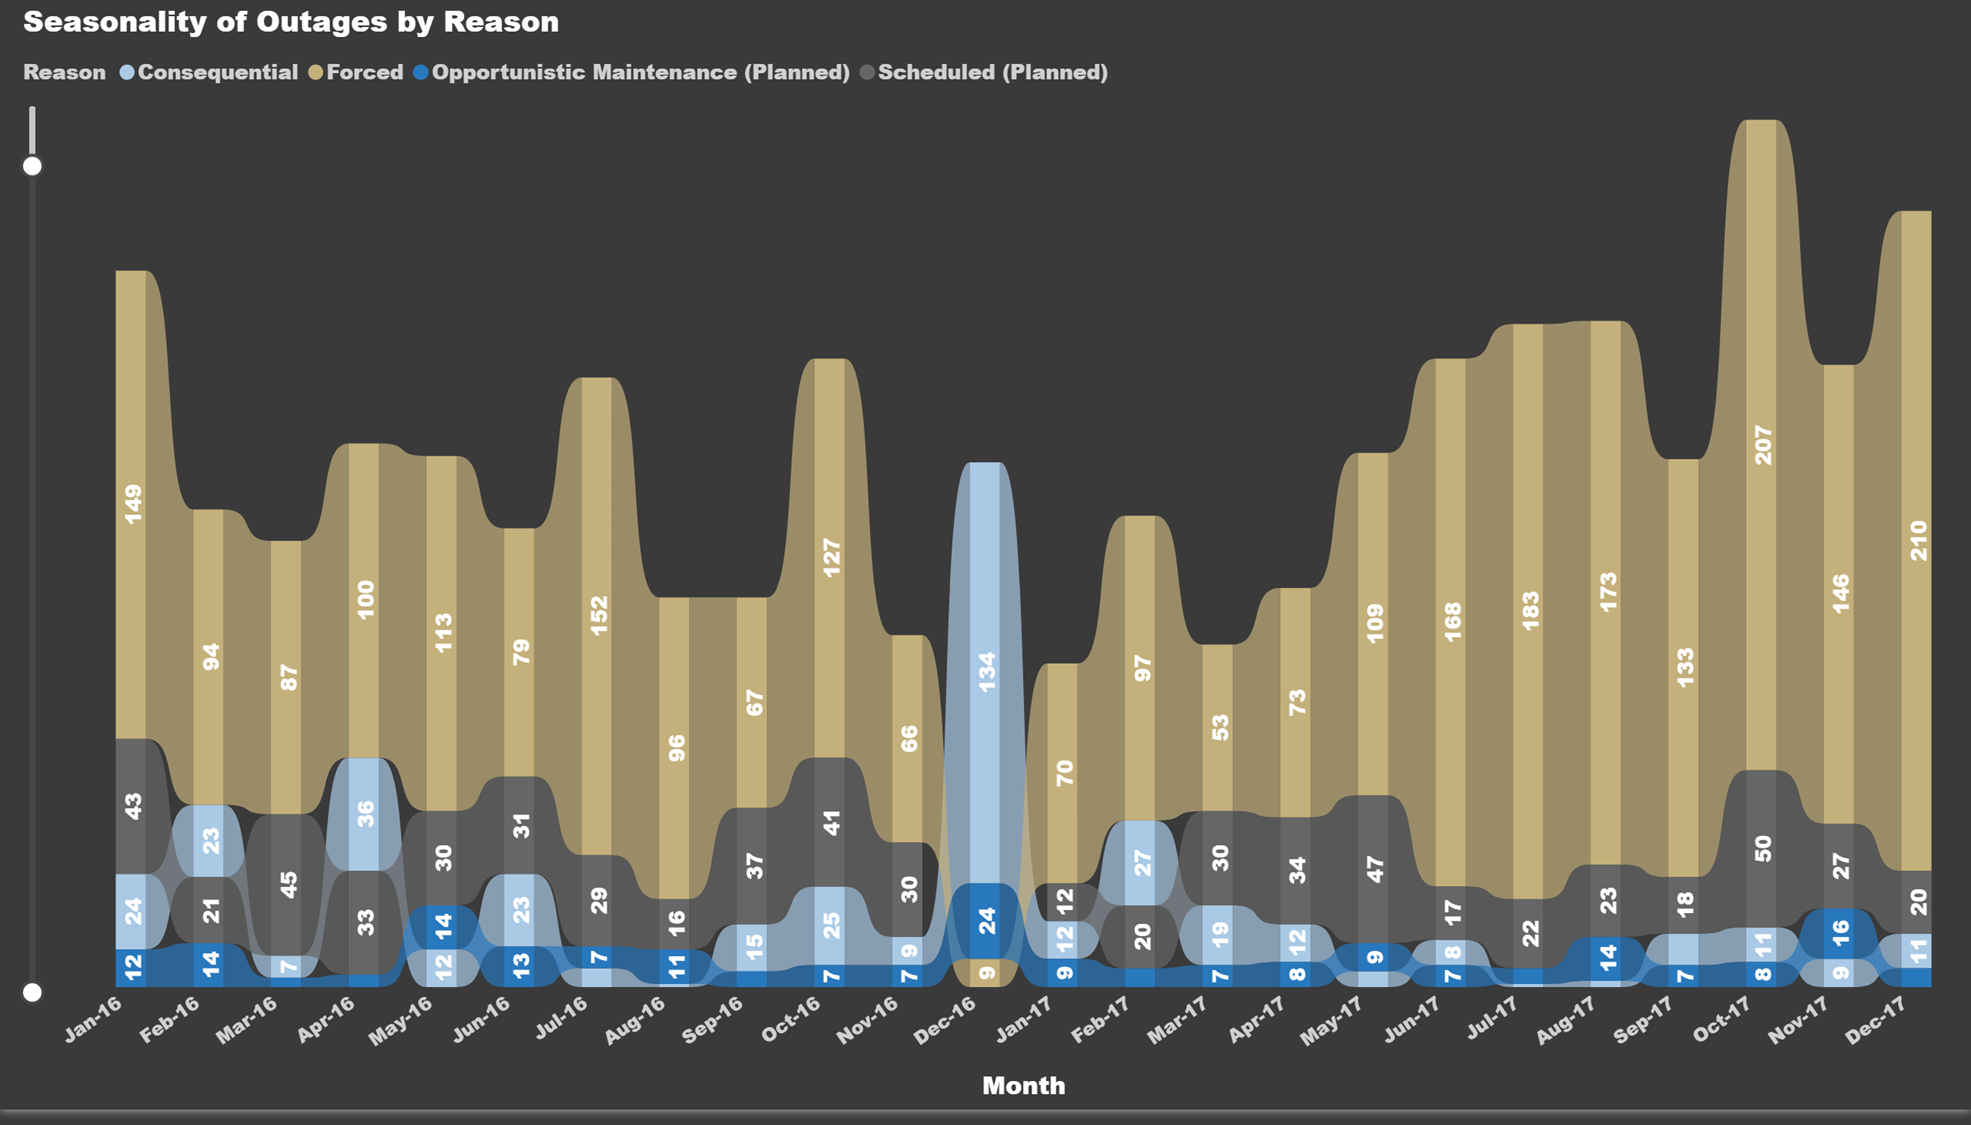 Seasonality of Outages by Reason
Reason Consequential Forced Opportunistic Maintenance (Planned) Scheduled (Planned)
149 43 24 12
94 23 21 14
87 45 7
100 36 33
113 30 14 12
79 31 23 13
152 29 7
96 16 11
67 37 15
127 41 25 7
66 30 9 7
134 24 9
70 12 12 9
97 27 20
53 30 19 7
73 34 12 8
109 47 9
168 17 8 7
183 22
173 23 14
133 18 7
207 50 11 8
146 27 16 9
210 20 11
Jan-16 Feb-16 Mar-16 Apr-16 May-16 Jun-16 Jul-16 Aug-16 Sep-16 Oct-16 Nov-16 Dec-16 Jan-17 Feb-17 Mar-17 Apr-17 May-17 Jun-17 Jul-17 Aug-17 Sep-17 Oct-17 Nov-17 Dec-17
Month